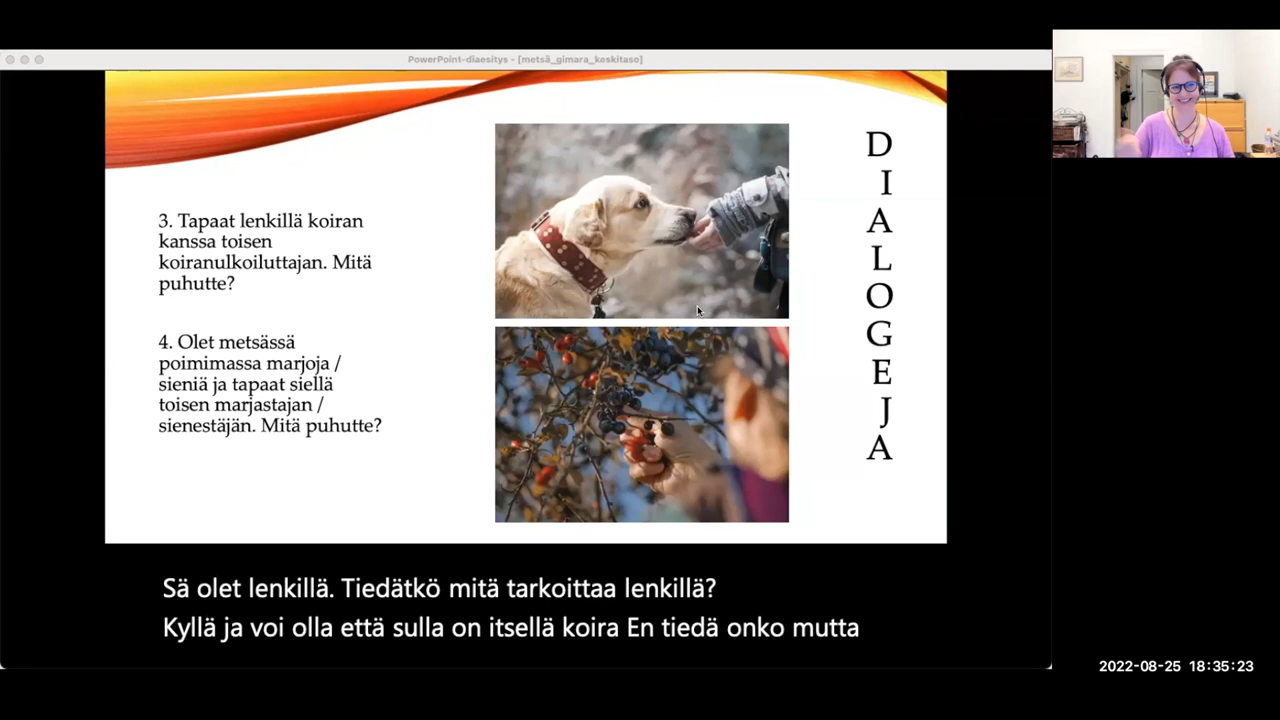 PowerPoint-diaesitys - [metsä_gimara_keskitaso]
3. Tapaat lenkillä koiran
kanssa toisen
koiranulkoiluttajan. Mitä
puhutte?
4. Olet metsässä
poimimassa marjoja /
sieniä ja tapaat siellä
toisen marjastajan /
sienestäjän. Mitä puhutte?
D
I
A
L
O
G
E
J
A
Sä olet lenkillä. Tiedätkö mitä tarkoittaa lenkillä?
Kyllä ja voi olla että sulla on itsellä koira En tiedä onko mutta
2022-08-25 18:35:23